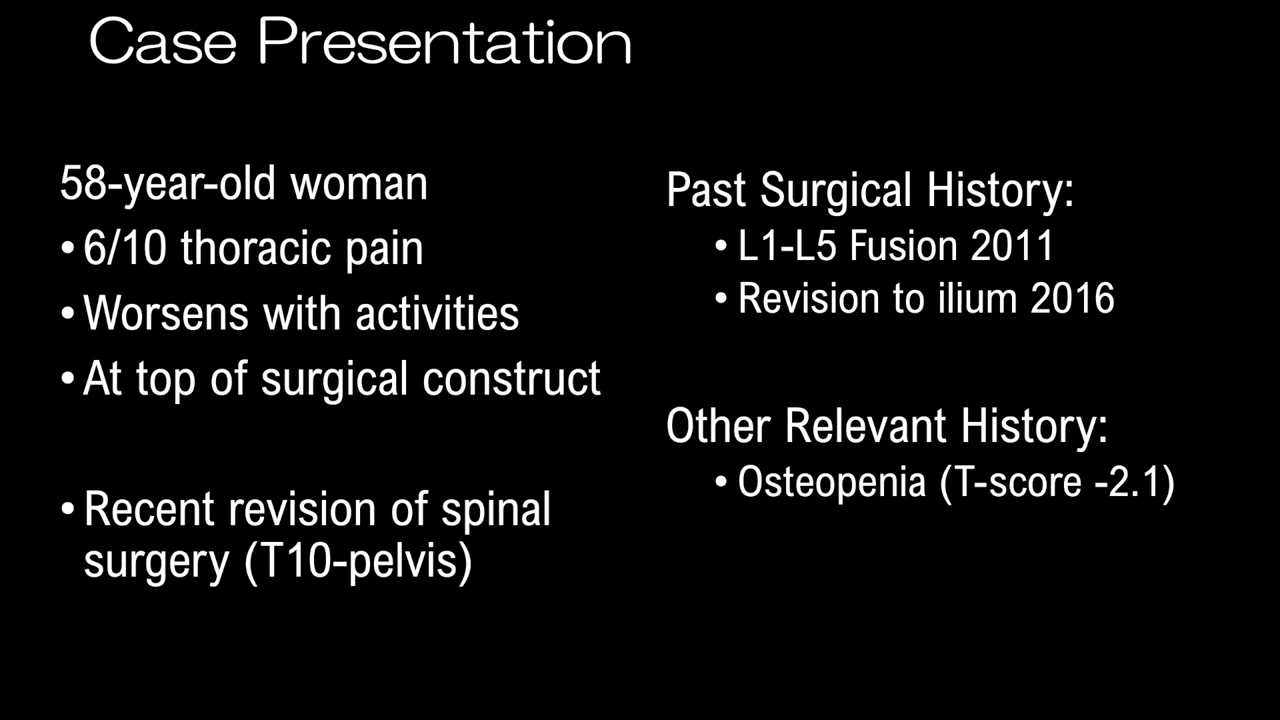 Case Presentation
58-year-old woman
• 6/10 thoracic pain
• Worsens with activities
• At top of surgical construct
• Recent revision of spinal
surgery (T10-pelvis)
Past Surgical History:
• L1-L5 Fusion 2011
• Revision to ilium 2016
Other Relevant History:
• Osteopenia (T-score -2.1)